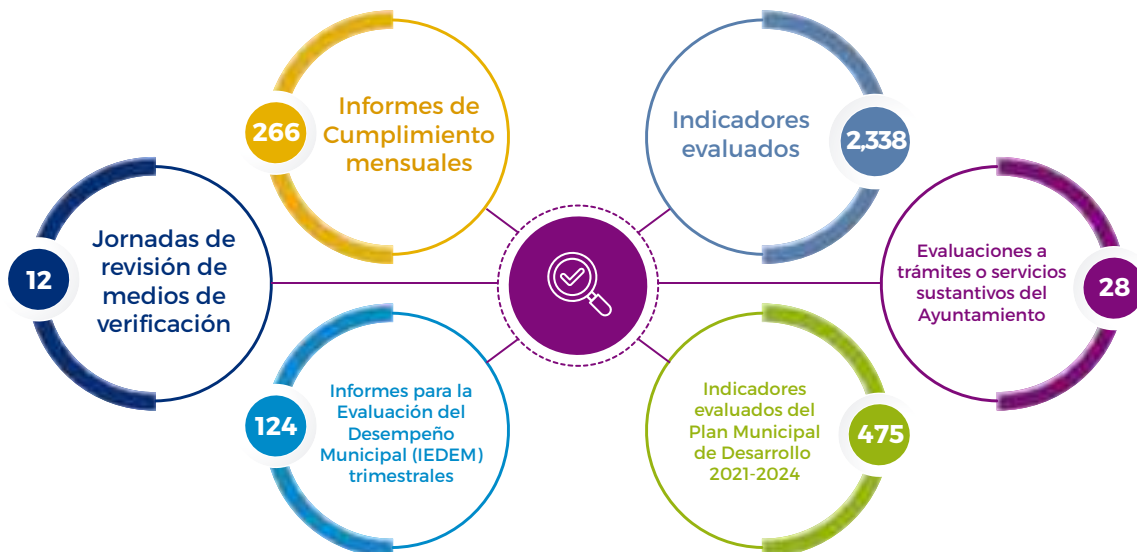 266
Informes de
Cumplimiento
mensuales
Indicadores
evaluados
2,338
12
Jornadas de
revisión de
medios de
verificación
Evaluaciones a
trámites o servicios
sustantivos del
Ayuntamiento
28
124
Informes para la
Evaluación del
Desempeño
Municipal (IEDEM)
trimestrales
Indicadores
evaluados del
Plan Municipal
de Desarrollo
2021-2024
475